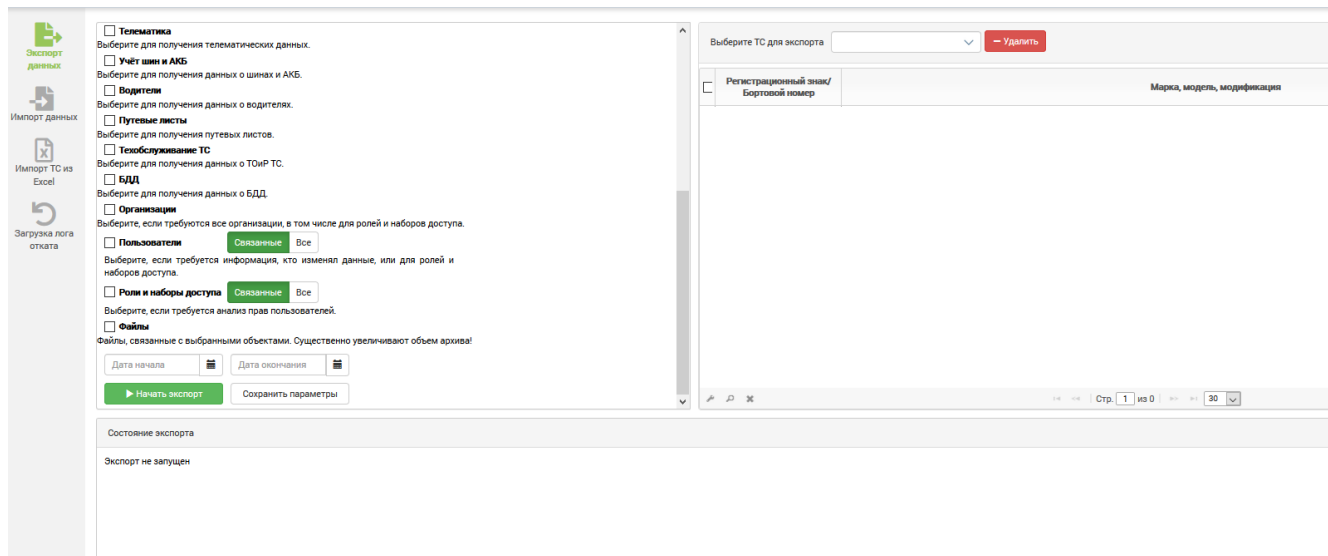 Экспорт
данных
Импорт данных
Импорт ТС из
Excel
Загрузка лога
отката
Телематика
Выберите для получения телематических данных.
Учёт шин и АКБ
Выберите для получения данных о шинах и АКБ.
Водители
Выберите для получения данных о водителях.
Путевые листы
Выберите для получения путевых листов.
Техобслуживание ТС
Выберите для получения данных о ТОиР ТС.
БДД
Выберите для получения данных о БДД.
Организации
Выберите, если требуются все организации, в том числе для ролей и наборов доступа.
Пользователи Связанные Все
Выберите, если требуется информация, кто изменял данные, или для ролей и
наборов доступа.
Роли и наборы доступа Связанные Все
Выберите, если требуется анализ прав пользователей.
Файлы
Файлы, связанные с выбранными объектами. Существенно увеличивают объем архива!
Дата начала Дата окончания
Начать экспорт Сохранить параметры
Выберите ТС для экспорта Удалить
Регистрационный знак/
Бортовой номер
Марка, модель, модификация
Стр. 1 из 0 30
Состояние экспорта
Экспорт не запущен